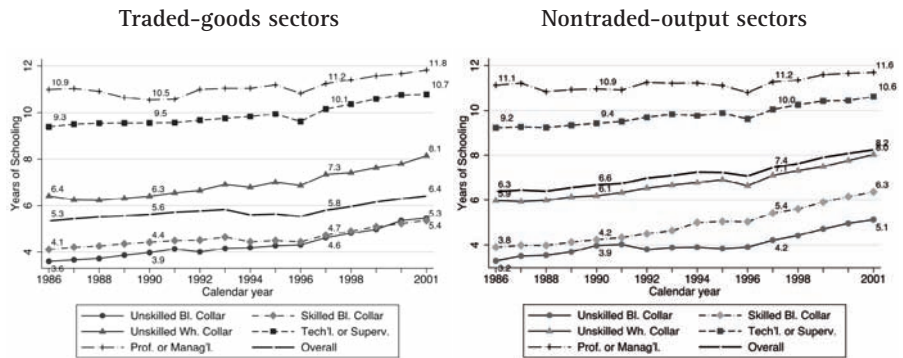 Traded-goods sectors
Years of Schooling
12
10
8
6
4
10.9
10.5
11.2
11.8
9.3
9.5
10.1
10.7
6.4
6.3
7.3
8.1
5.3
5.6
5.8
6.4
4.1
4.4
4.7
5.3
5.4
3.6
3.9
4.6
1986 1988 1990 1992 1994 1996 1998 2001
Calendar year
Unskilled Bl. Collar
Skilled Bl. Collar
Unskilled Wh. Collar
Tech'l. or Superv.
Prof. or Manag'l.
Overall
Nontraded-output sectors
Years of Schooling
12
10
8
6
4
11.1
10.9
11.2
11.6
9.2
9.4
10.0
10.6
6.3
6.6
7.4
8.2
5.9
6.1
7.1
8.0
3.8
4.2
5.4
6.3
3.2
3.9
4.2
5.1
1986 1988 1990 1992 1994 1996 1998 2001
Calendar year
Unskilled Bl. Collar
Skilled Bl. Collar
Unskilled Wh. Collar
Tech'l. or Superv.
Prof. or Manag'l.
Overall